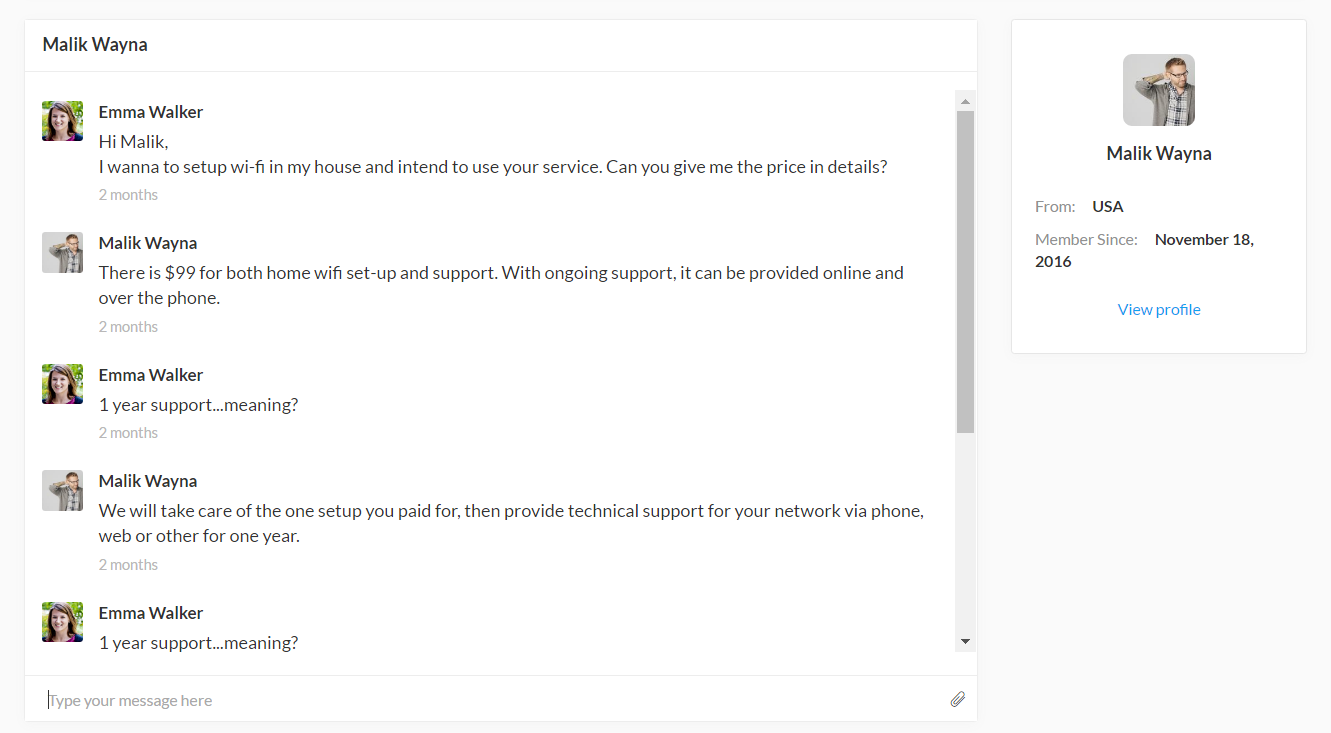 Malik Wayna
Emma Walker
Hi Malik,
I wanna to setup wi-fi in my house and intend to use your service. Can you give me the price in details?
2 months
Malik Wayna
There is $99 for both home wifi set-up and support. With ongoing support, it can be provided online and
over the phone.
2 months
Emma Walker
1 year support...meaning?
2 months
Malik Wayna
We will take care of the one setup you paid for, then provide technical support for your network via phone,
web or other for one year.
2 months
Emma Walker
1 year support...meaning?
Type your message here
Malik Wayna
From: USA
Member Since: November 18,
2016
View profile